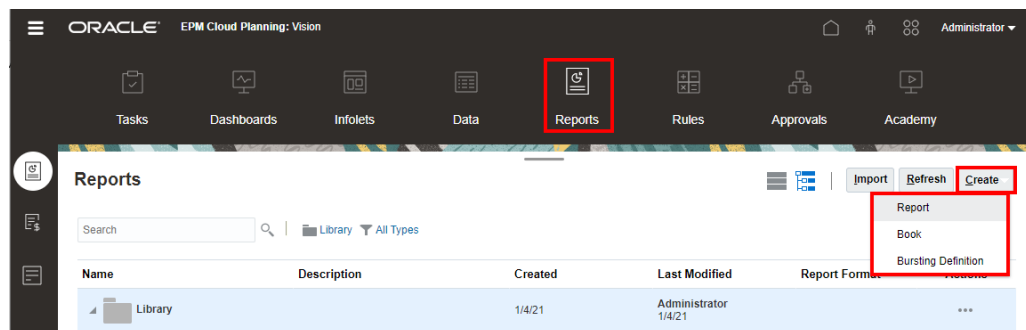 ORACLE® EPM Cloud Planning: Vision Administrator
Tasks Dashboards Infolets Data Reports Rules Approvals Academy
Reports Import Refresh Create
Report
Search Library All Types
Book
Bursting Definition
Name Description Created Last Modified Report Format Actions
Library 1/4/21 Administrator
1/4/21